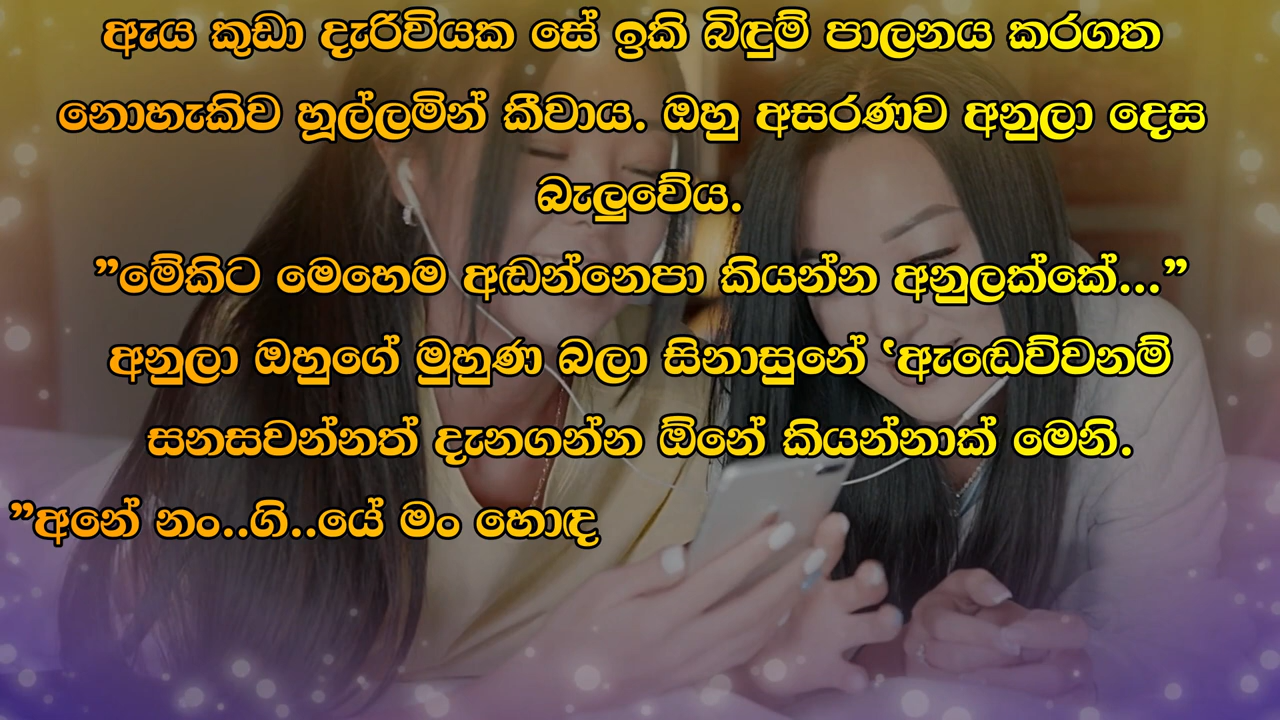 ඇය කුඩා දැරිවියක සේ ඉකි බිඳුම් පාලනය කරගත
නොහැකිව හූල්ලමින් කීවාය. ඔහු අසරණව අනුලා දෙස
බැලුවේය.
”මේකිට මෙහෙම අඬන්නෙපා කියන්න අනුලක්කේ...”
අනුලා ඔහුගේ මුහුණ බලා සිනාසුනේ ‘ඇඬෙව්වනම්
සනසවන්නත් දැනගන්න ඕනේ කියන්නාක් මෙනි.
”අනේ නං..ගි..යේ මං හොඳ